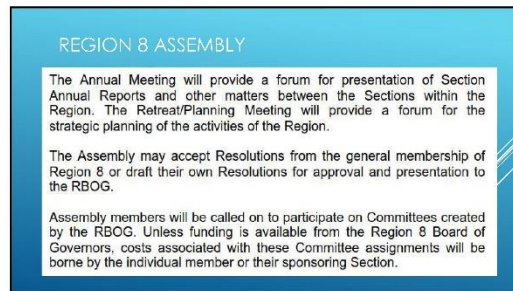 REGION 8 ASSEMBLY
The Annual Meeting will provide a forum for presentation of Section
Annual Reports and other matters between the Sections within the
Region. The Retreat/Planning Meeting will provide a forum for the
strategic planning of the activities of the Region.
The Assembly may accept Resolutions from the general membership of
Region 8 or draft their own Resolutions for approval and presentation to
the RBOG.
Assembly members will be called on to participate on Committees created
by the RBOG. Unless funding is available from the Region 8 Board of
Governors, costs associated with these Committee assignments will be
borne by the individual member or their sponsoring Section.